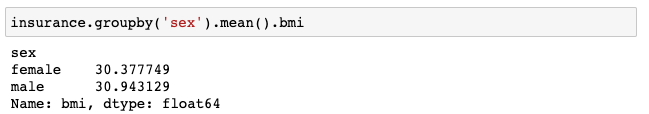 insurance.groupby('sex').mean().bmi
sex
female    30.377749
male      30.943129
Name: bmi, dtype: float64